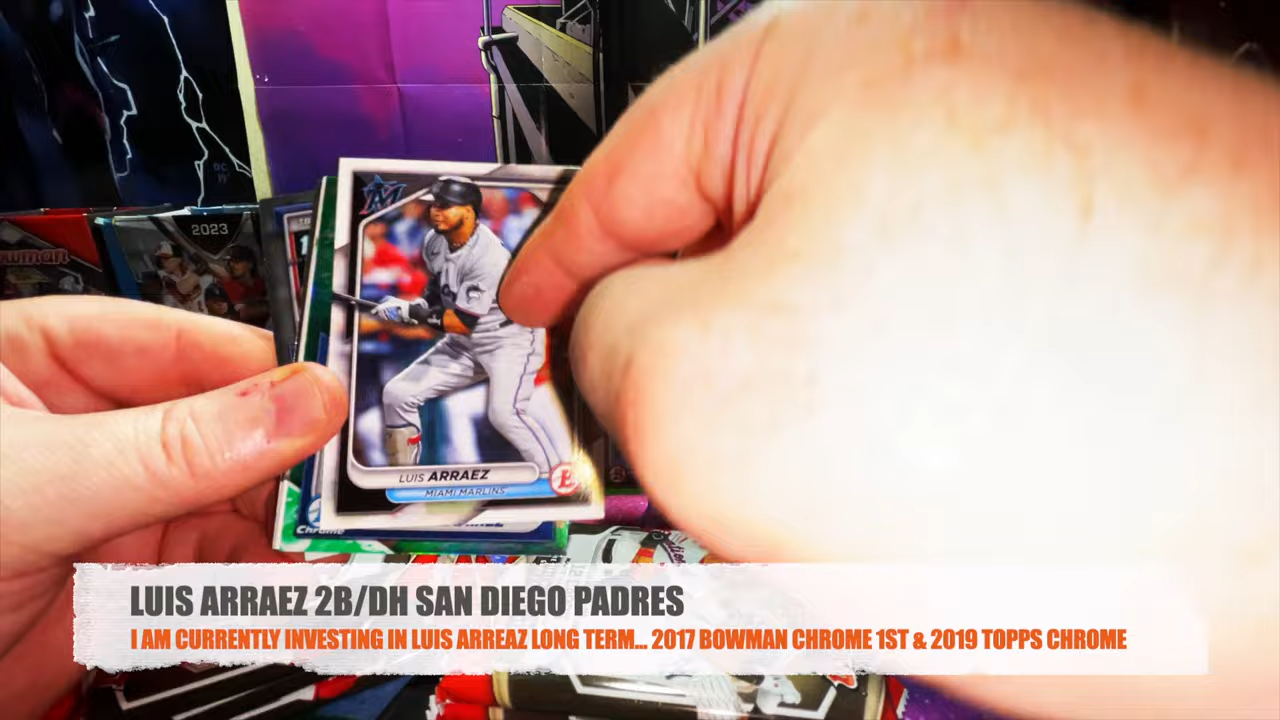 2023
LUIS ARRAEZ
MIAMI MARLINS
Chrome
LUIS ARRAEZ 2B/DH SAN DIEGO PADRES
I AM CURRENTLY INVESTING IN LUIS ARREAZ LONG TERM... 2017 BOWMAN CHROME 1ST & 2019 TOPPS CHROME